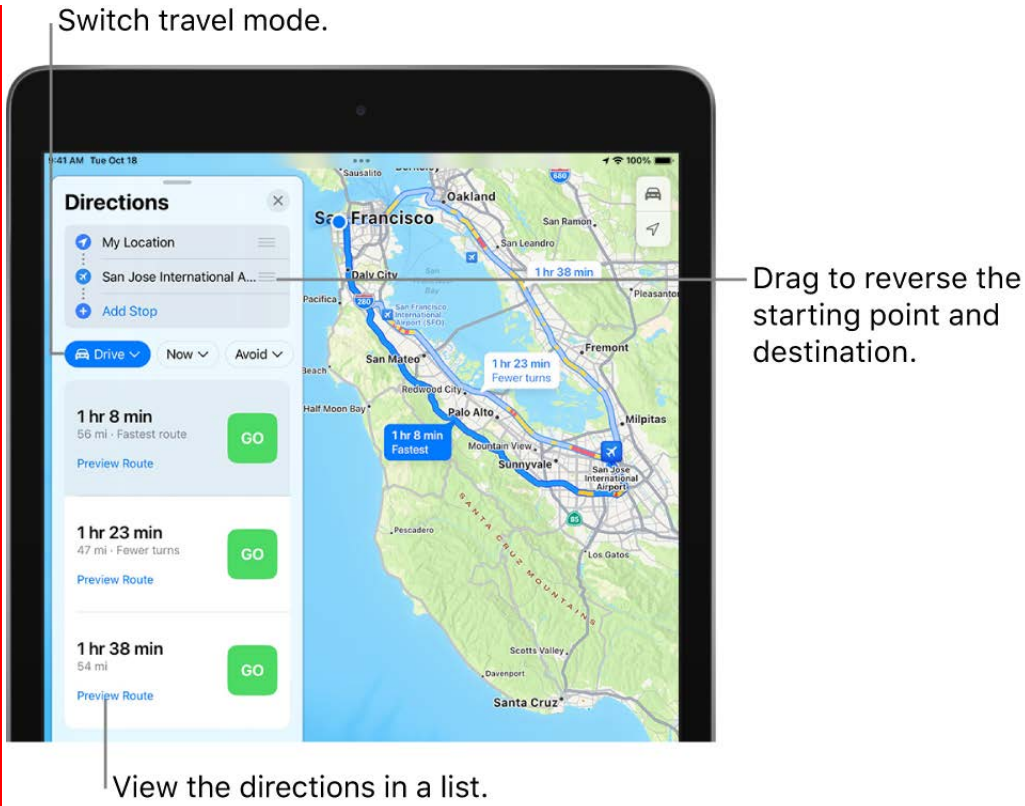 Switch travel mode.
9:41 AM Tue Oct 18
100%
Directions
My Location
San Jose International A...
Add Stop
Drive
Now
Avoid
1 hr 8 min
56 mi · Fastest route
Preview Route
GO
1 hr 23 min
47 mi · Fewer turns
Preview Route
GO
1 hr 38 min
54 mi
Preview Route
GO
Sausalito
680
Oakland
San Francisco
San Ramon
San Leandro
1 hr 38 min
Daly City
San
Bay
Pleasanton
Pacifica
280
San Francisco
International
Airport (SFO)
Fremont
San Mateo
1 hr 23 min
Fewer turns
Beach
Redwood City
Half Moon Bay
Palo Alto
Milpitas
1 hr 8 min
Fastest
Mountain View
Sunnyvale
San Jose
International
Airport
85
SANTA CRUZ MOUNTAINS
Pescadero
Los Gatos
Scotts Valley
Davenport
Santa Cruz
Drag to reverse the
starting point and
destination.
View the directions in a list.